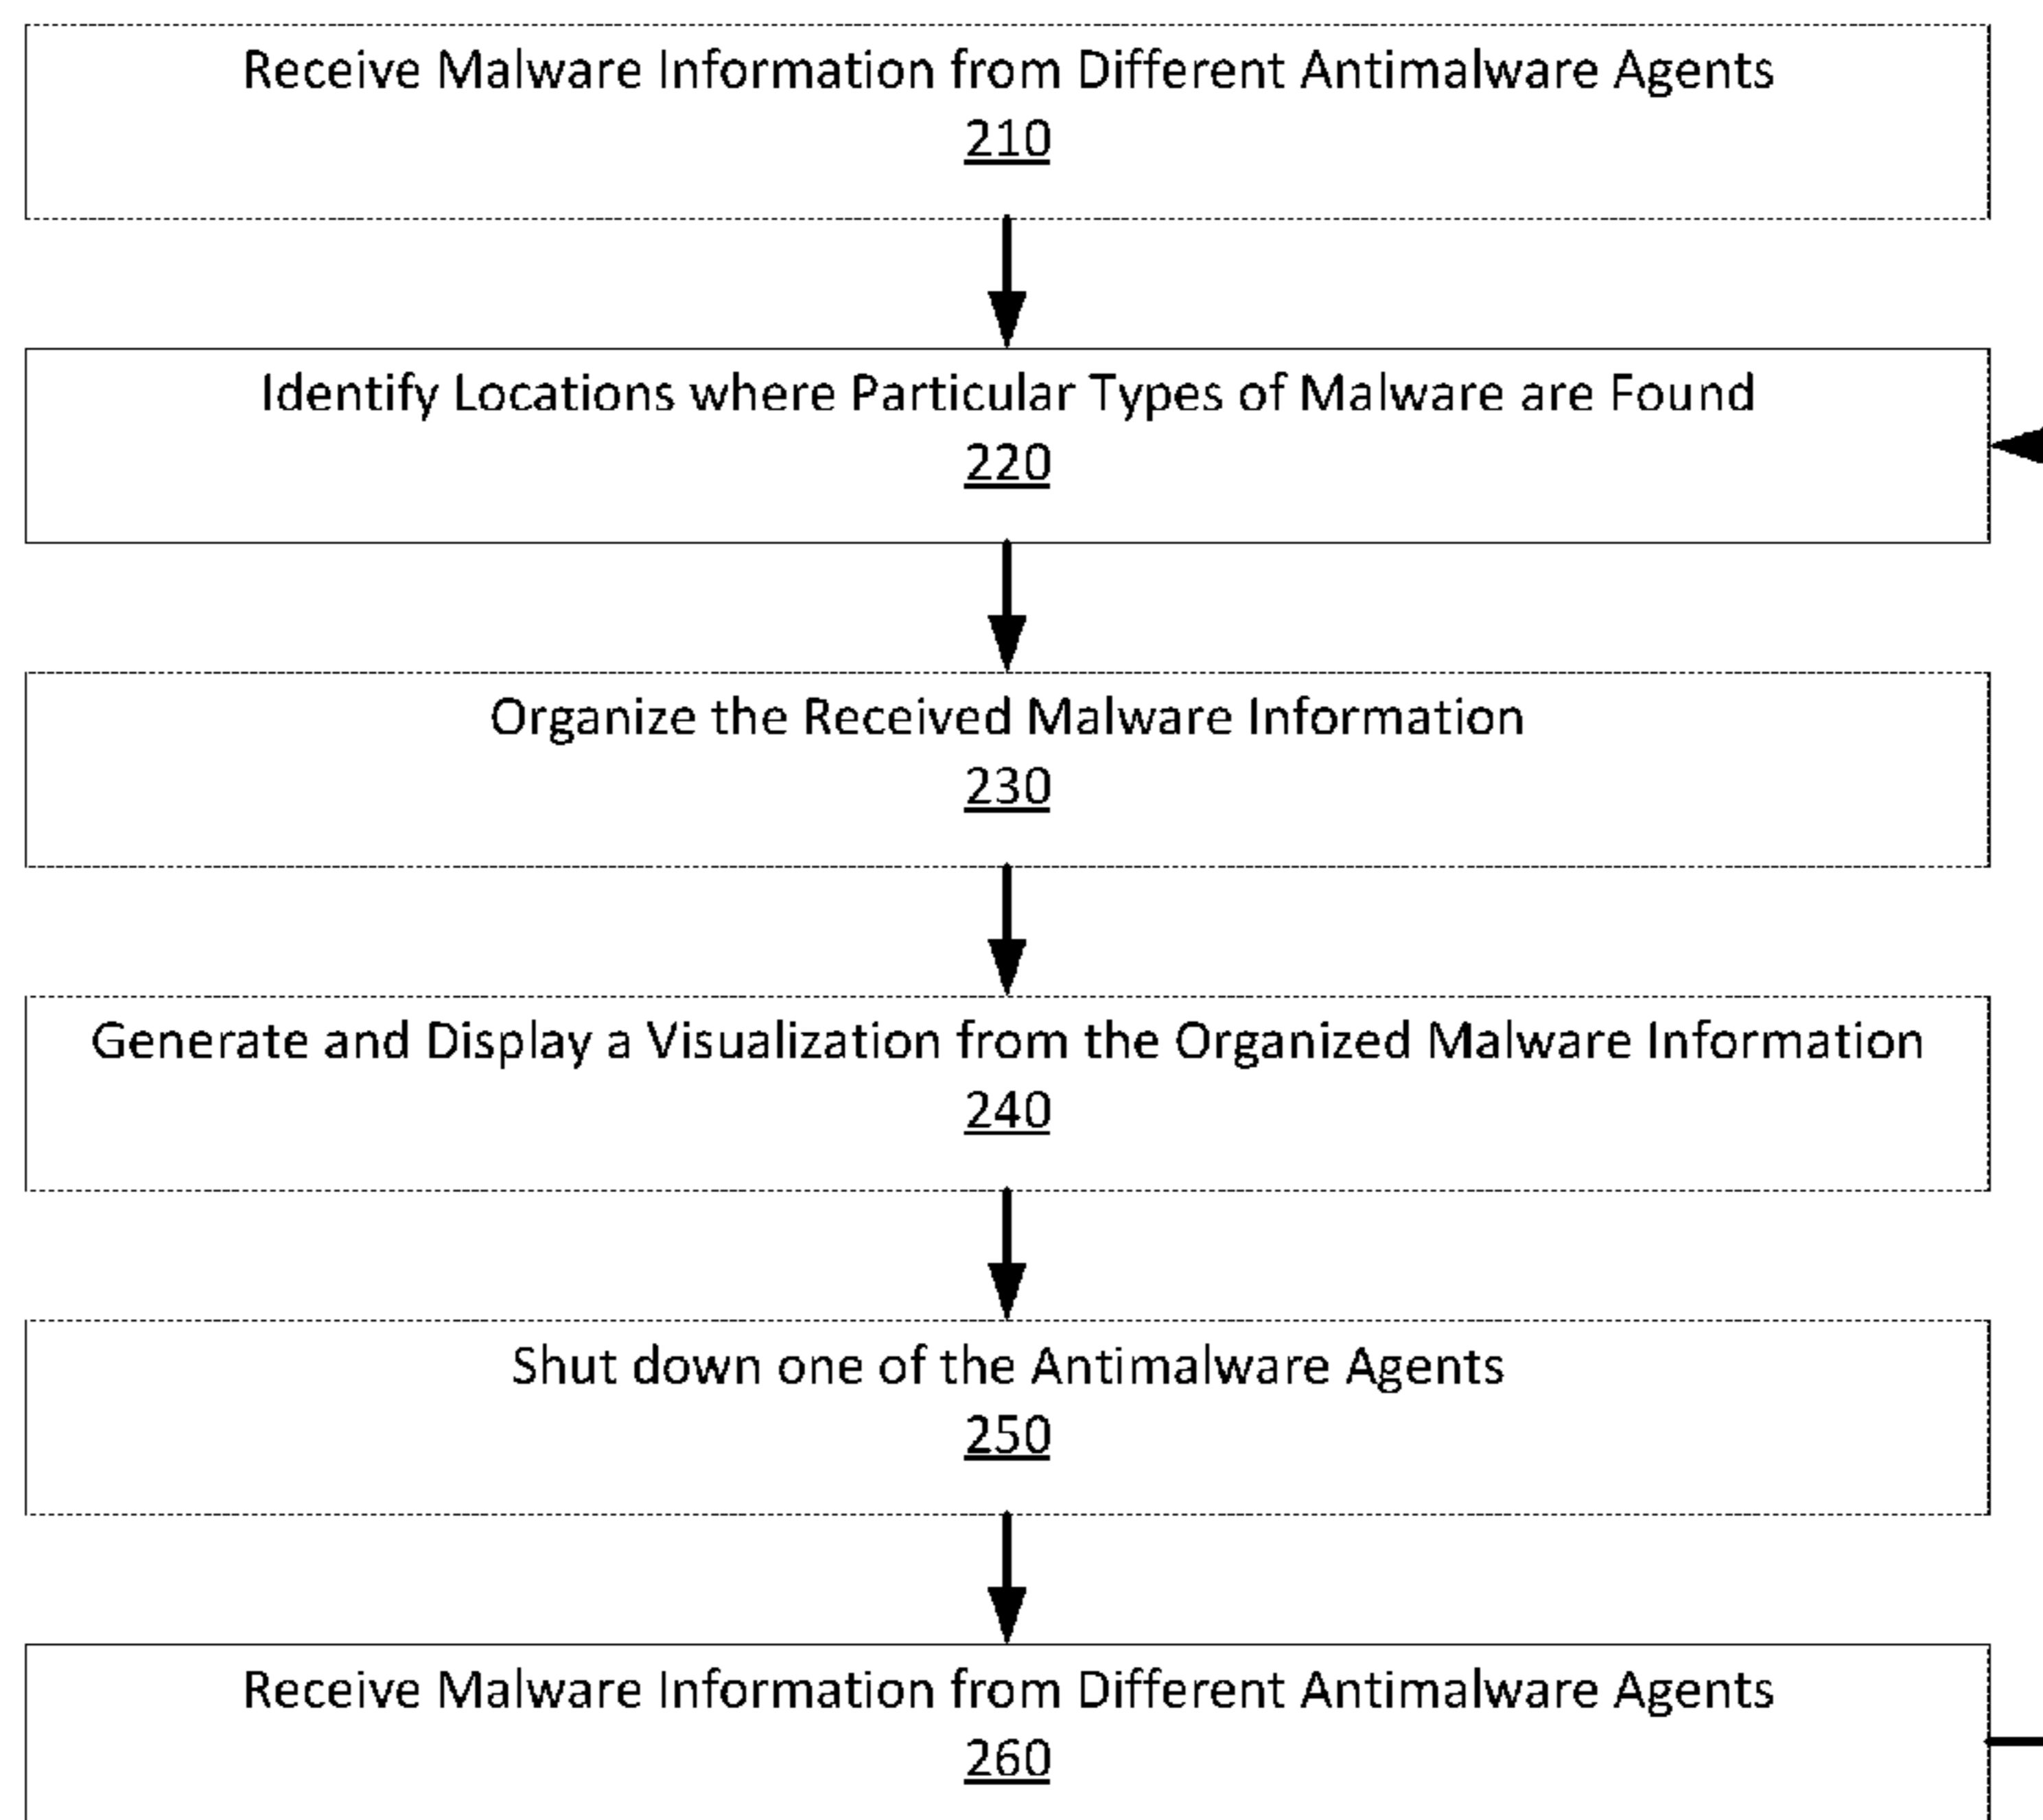 Receive Malware Information from Different Antimalware Agents
210
Identify Locations where Particular Types of Malware are Found
220
Organize the Received Malware Information
230
Generate and Display a Visualization from the Organized Malware Information
240
Shut down one of the Antimalware Agents
250
Receive Malware Information from Different Antimalware Agents
260